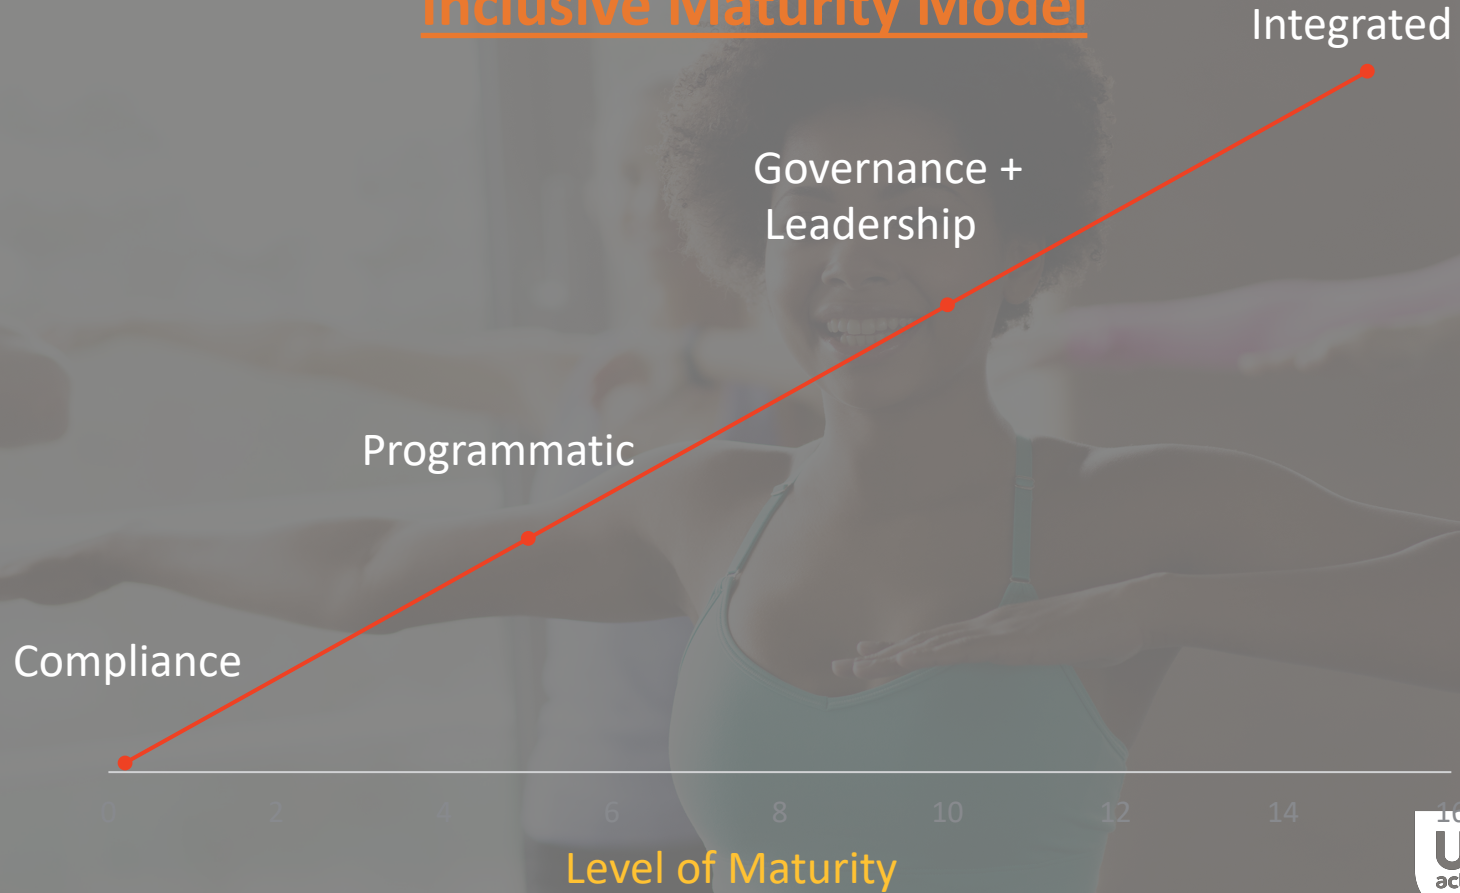 Inclusive Maturity Model
Integrated
Governance +
Leadership
Programmatic
Compliance
0 2 4 6 8 10 12 14 16
Level of Maturity